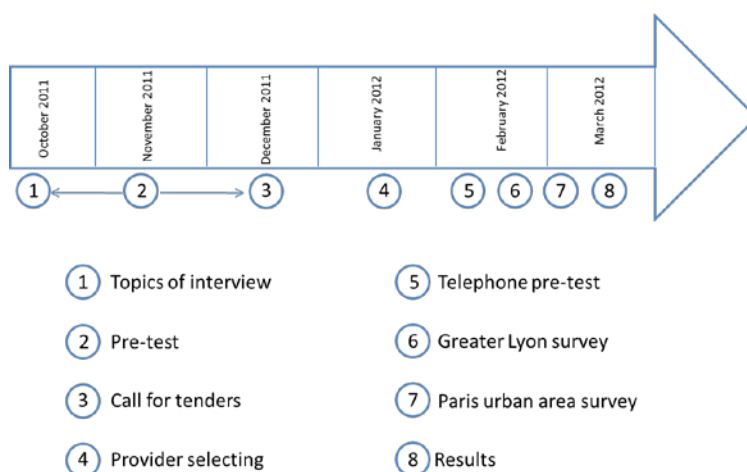 October 2011
November 2011
December 2011
January 2012
February 2012
March 2012
1 2 3 4 5 6 7 8
1 Topics of interview
2 Pre-test
3 Call for tenders
4 Provider selecting
5 Telephone pre-test
6 Greater Lyon survey
7 Paris urban area survey
8 Results